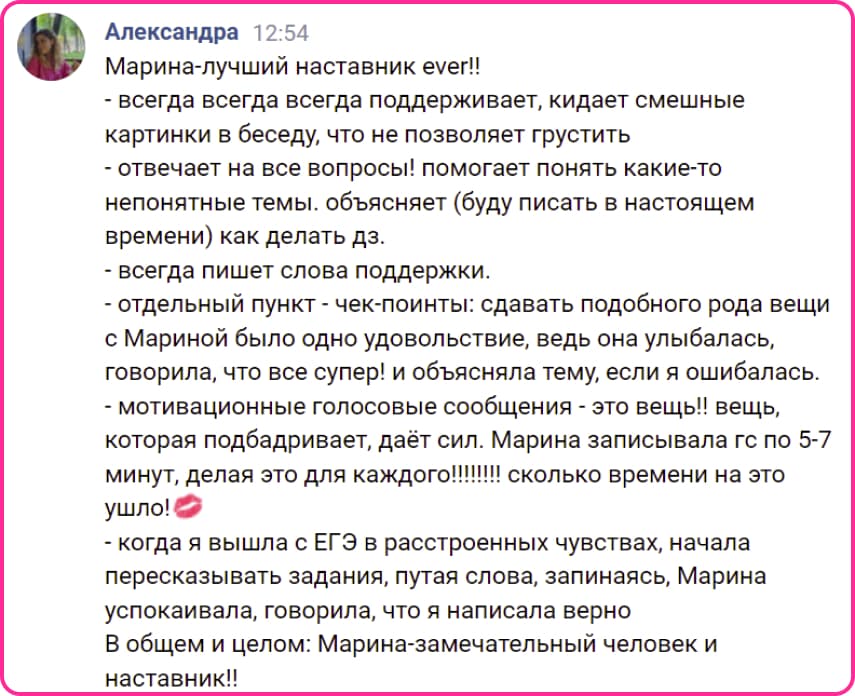 Александра 12:54
Марина-лучший наставник ever!!
- всегда всегда всегда поддерживает, кидает смешные
картинки в беседу, что не позволяет грустить
- отвечает на все вопросы! помогает понять какие-то
непонятные темы. объясняет (буду писать в настоящем
времени) как делать дз.
- всегда пишет слова поддержки.
- отдельный пункт - чек-поинты: сдавать подобного рода вещи
с Мариной было одно удовольствие, ведь она улыбалась,
говорила, что все супер! и объясняла тему, если я ошибалась.
- мотивационные голосовые сообщения - это вещь!! вещь,
которая подбадривает, даёт сил. Марина записывала гс по 5-7
минут, делая это для каждого!!!!!!!! сколько времени на это
ушло!💋
- когда я вышла с ЕГЭ в расстроенных чувствах, начала
пересказывать задания, путая слова, запинаясь, Марина
успокаивала, говорила, что я написала верно
В общем и целом: Марина-замечательный человек и
наставник!!